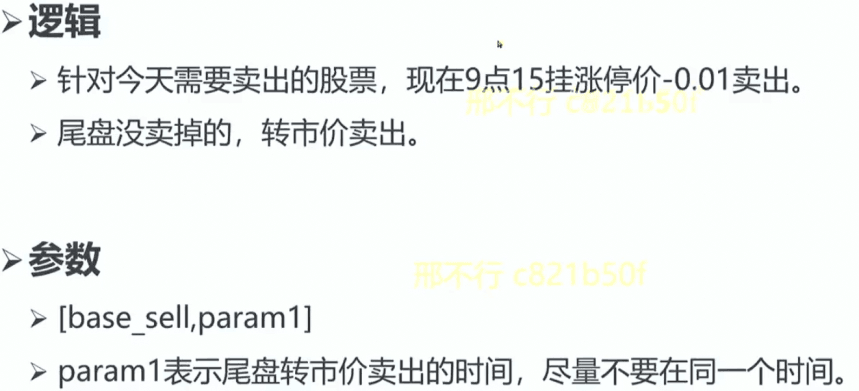 逻辑
针对今天需要卖出的股票，现在9点15挂涨停价-0.01卖出。
邢不行 c821b50f
尾盘没卖掉的，转市价卖出。
参数
邢不行 c821b50f
[base_sell,param1]
param1表示尾盘转市价卖出的时间，尽量不要在同一个时间。